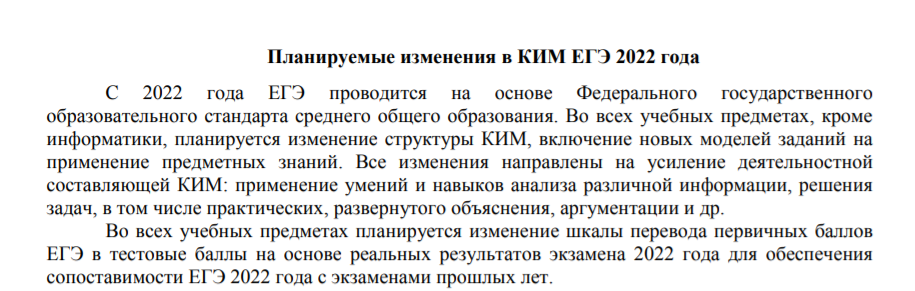 Планируемые изменения в КИМ ЕГЭ 2022 года
С 2022 года ЕГЭ проводится на основе Федерального государственного
образовательного стандарта среднего общего образования. Во всех учебных предметах, кроме
информатики, планируется изменение структуры КИМ, включение новых моделей заданий на
применение предметных знаний. Все изменения направлены на усиление деятельностной
составляющей КИМ: применение умений и навыков анализа различной информации, решения
задач, в том числе практических, развернутого объяснения, аргументации и др.
Во всех учебных предметах планируется изменение шкалы перевода первичных баллов
ЕГЭ в тестовые баллы на основе реальных результатов экзамена 2022 года для обеспечения
сопоставимости ЕГЭ 2022 года с экзаменами прошлых лет.